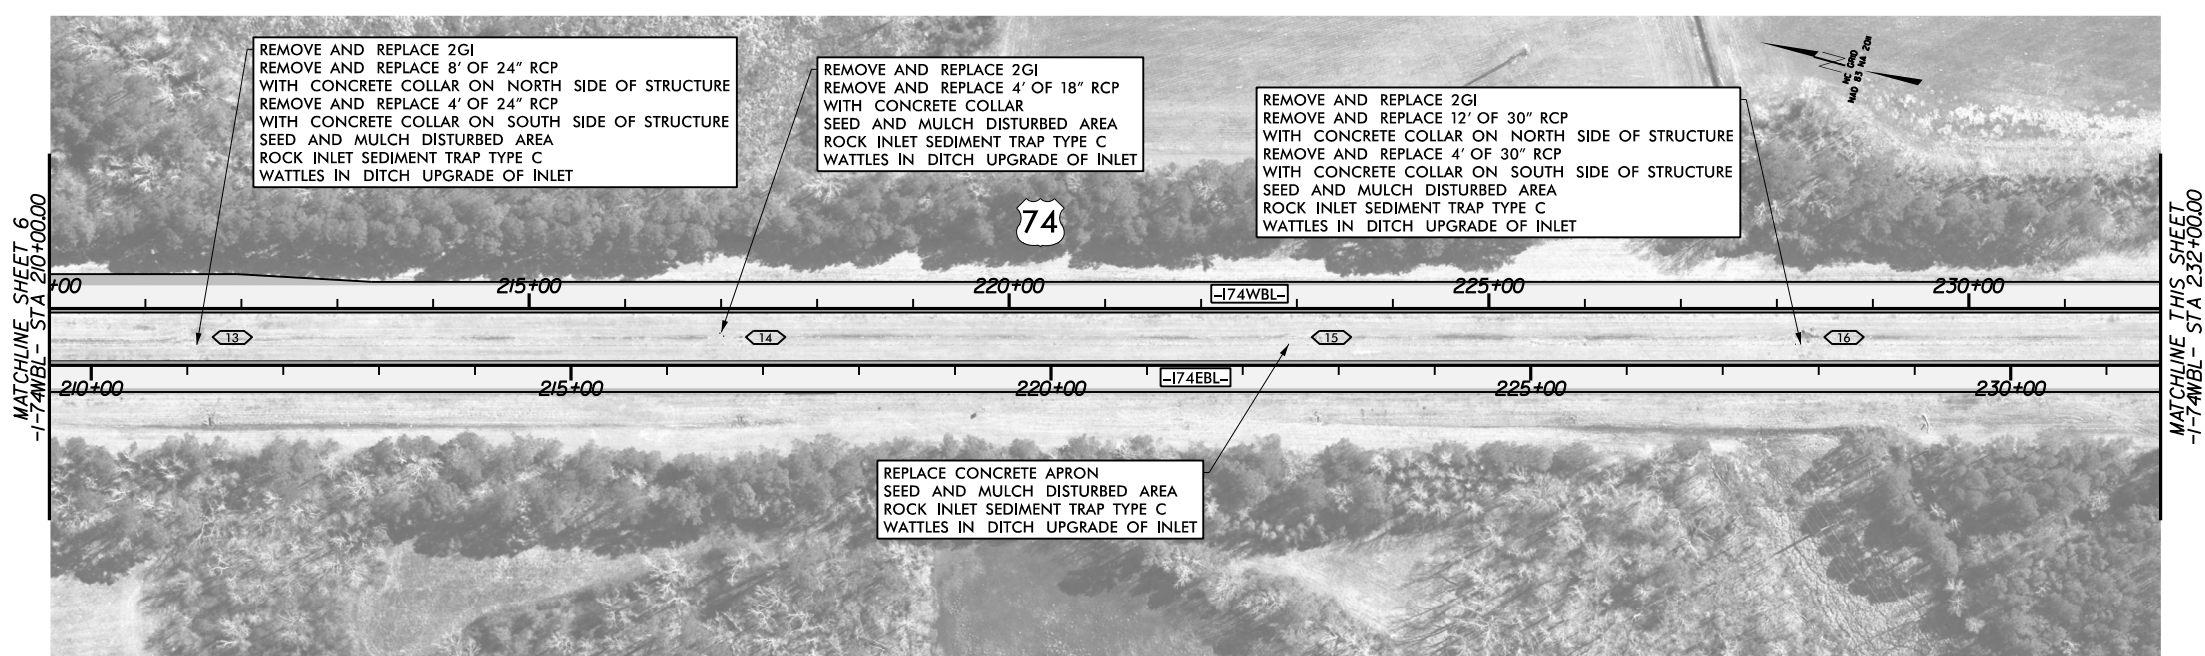 REMOVE AND REPLACE 2GI
REMOVE AND REPLACE 8' OF 24" RCP
WITH CONCRETE COLLAR ON NORTH SIDE OF STRUCTURE
REMOVE AND REPLACE 4' OF 24" RCP
WITH CONCRETE COLLAR ON SOUTH SIDE OF STRUCTURE
SEED AND MULCH DISTURBED AREA
ROCK INLET SEDIMENT TRAP TYPE C
WATTLES IN DITCH UPGRADE OF INLET
REMOVE AND REPLACE 2GI
REMOVE AND REPLACE 4' OF 18" RCP
WITH CONCRETE COLLAR
SEED AND MULCH DISTURBED AREA
ROCK INLET SEDIMENT TRAP TYPE C
WATTLES IN DITCH UPGRADE OF INLET
REMOVE AND REPLACE 2GI
REMOVE AND REPLACE 12' OF 30" RCP
WITH CONCRETE COLLAR ON NORTH SIDE OF STRUCTURE
REMOVE AND REPLACE 4' OF 30" RCP
WITH CONCRETE COLLAR ON SOUTH SIDE OF STRUCTURE
SEED AND MULCH DISTURBED AREA
ROCK INLET SEDIMENT TRAP TYPE C
WATTLES IN DITCH UPGRADE OF INLET
NC GRID
NAD 83 NA 2011
74
MATCHLINE SHEET 6
-I-74WBL- STA 210+00.00
+00
215+00
220+00
-I74WBL-
225+00
230+00
13
14
15
16
210+00
215+00
220+00
-I74EBL-
225+00
230+00
MATCHLINE THIS SHEET
-I-74WBL- STA 232+00.00
REPLACE CONCRETE APRON
SEED AND MULCH DISTURBED AREA
ROCK INLET SEDIMENT TRAP TYPE C
WATTLES IN DITCH UPGRADE OF INLET